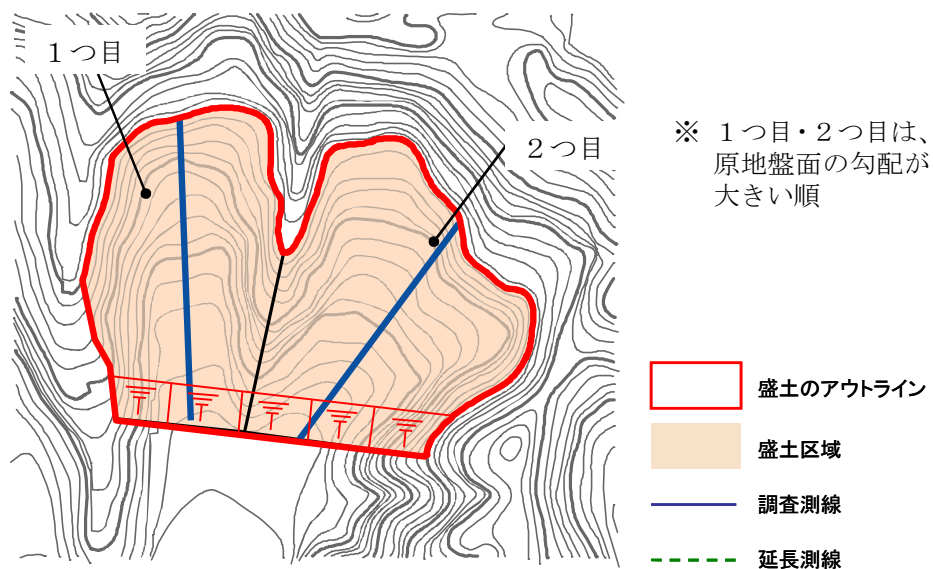 １つ目
２つ目
※ １つ目・２つ目は、
原地盤面の勾配が
大きい順
盛土のアウトライン
盛土区域
調査測線
延長測線